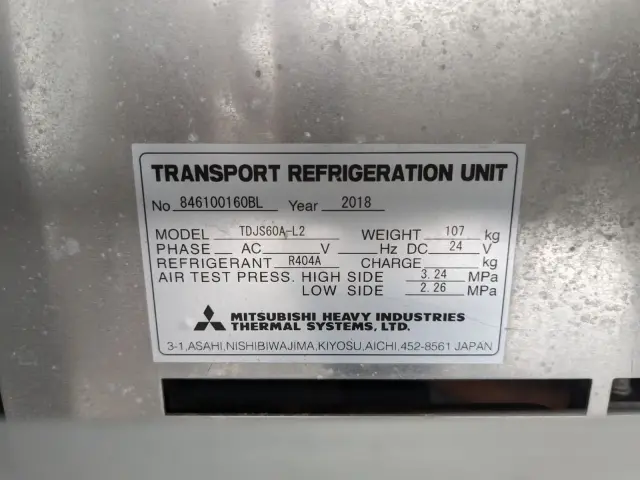 TRANSPORT REFRIGERATION UNIT
No 846100160BL Year 2018
MODEL TDJS60A-L2 WEIGHT 107 kg
PHASE AC V Hz DC 24 V
REFRIGERANT R404A CHARGE kg
AIR TEST PRESS. HIGH SIDE 3.24 MPa
LOW SIDE 2.26 MPa
MITSUBISHI HEAVY INDUSTRIES
THERMAL SYSTEMS, LTD.
3-1, ASAHI, NISHIBIWAJIMA, KIYOSU, AICHI, 452-8561 JAPAN